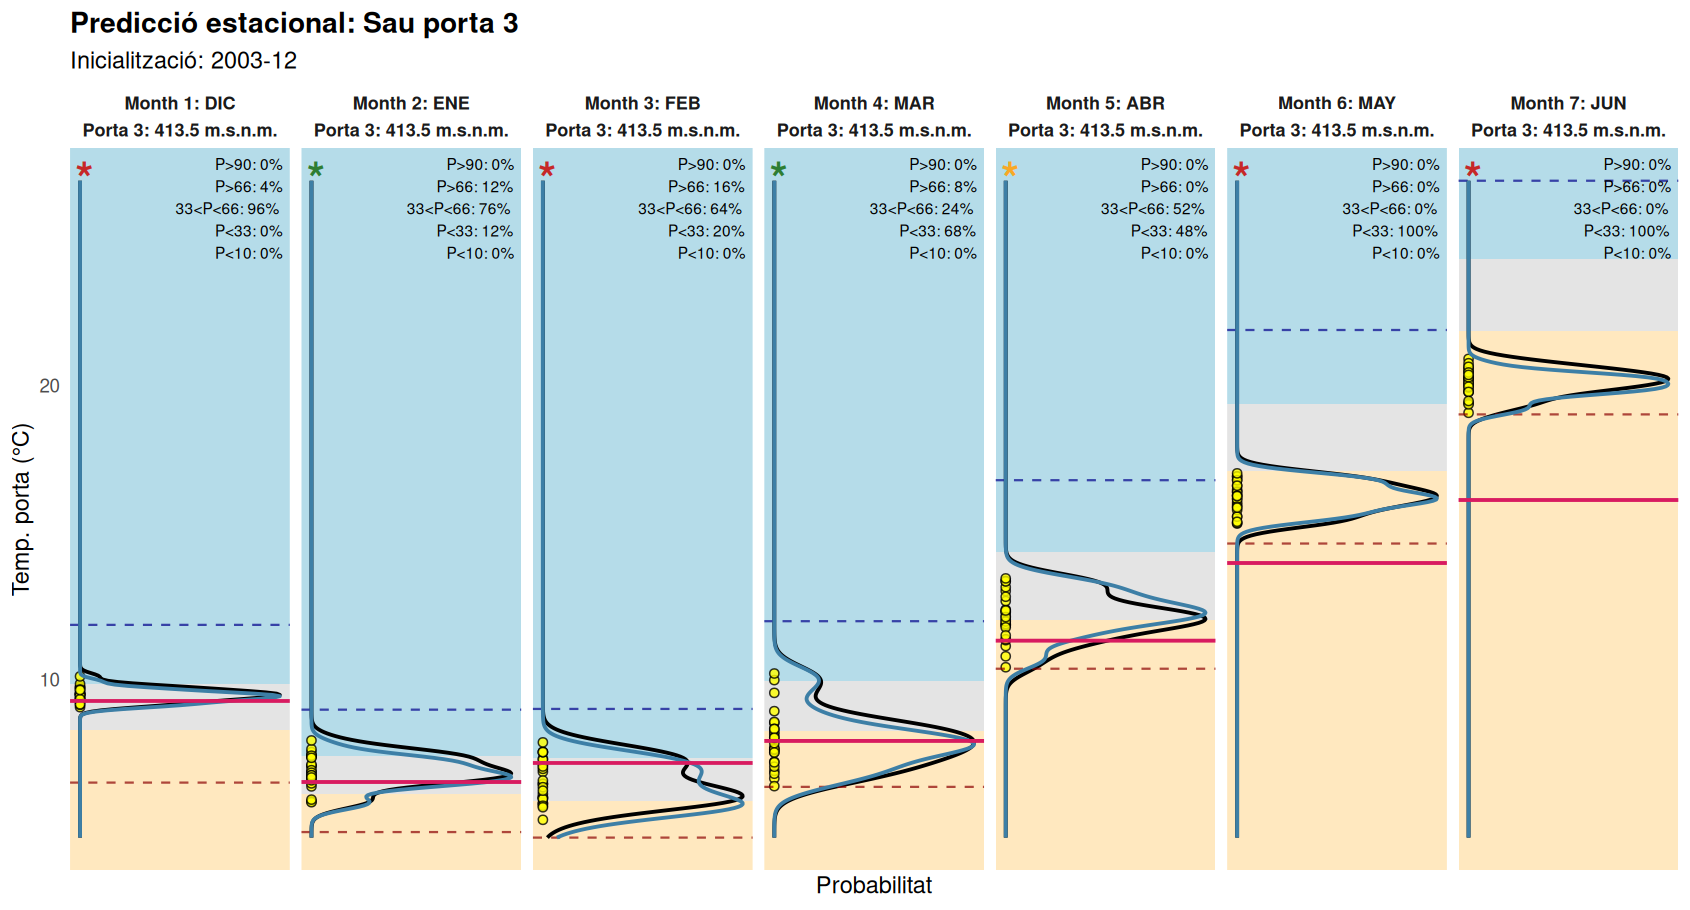 Predicció estacional: Sau porta 3
Inicialització: 2003-12
Month 1: DIC
Porta 3: 413.5 m.s.n.m.
Month 2: ENE
Porta 3: 413.5 m.s.n.m.
Month 3: FEB
Porta 3: 413.5 m.s.n.m.
Month 4: MAR
Porta 3: 413.5 m.s.n.m.
Month 5: ABR
Porta 3: 413.5 m.s.n.m.
Month 6: MAY
Porta 3: 413.5 m.s.n.m.
Month 7: JUN
Porta 3: 413.5 m.s.n.m.
*
P>90: 0%
P>66: 4%
33<P<66: 96%
P<33: 0%
P<10: 0%
*
P>90: 0%
P>66: 12%
33<P<66: 76%
P<33: 12%
P<10: 0%
*
P>90: 0%
P>66: 16%
33<P<66: 64%
P<33: 20%
P<10: 0%
*
P>90: 0%
P>66: 8%
33<P<66: 24%
P<33: 68%
P<10: 0%
*
P>90: 0%
P>66: 0%
33<P<66: 52%
P<33: 48%
P<10: 0%
*
P>90: 0%
P>66: 0%
33<P<66: 0%
P<33: 100%
P<10: 0%
*
P>90: 0%
P>66: 0%
33<P<66: 0%
P<33: 100%
P<10: 0%
20
10
Temp. porta (°C)
Probabilitat